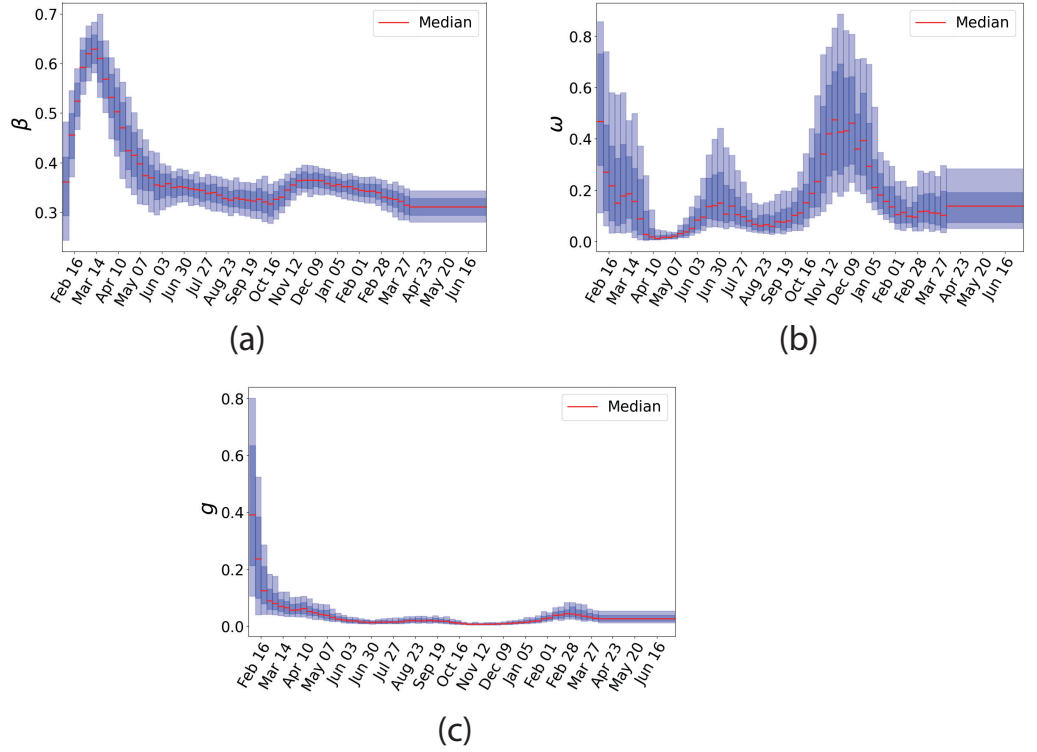 0.7
0.6
0.5
0.4
0.3
β
Median
Feb 16
Mar 14
Apr 10
May 07
Jun 03
Jun 30
Jul 27
Aug 23
Sep 19
Oct 16
Nov 12
Dec 09
Jan 05
Feb 01
Feb 28
Mar 27
Apr 23
May 20
Jun 16
(a)
0.8
0.6
0.4
0.2
0.0
ω
Median
Feb 16
Mar 14
Apr 10
May 07
Jun 03
Jun 30
Jul 27
Aug 23
Sep 19
Oct 16
Nov 12
Dec 09
Jan 05
Feb 01
Feb 28
Mar 27
Apr 23
May 20
Jun 16
(b)
0.8
0.6
0.4
0.2
0.0
g
Median
Feb 16
Mar 14
Apr 10
May 07
Jun 03
Jun 30
Jul 27
Aug 23
Sep 19
Oct 16
Nov 12
Dec 09
Jan 05
Feb 01
Feb 28
Mar 27
Apr 23
May 20
Jun 16
(c)